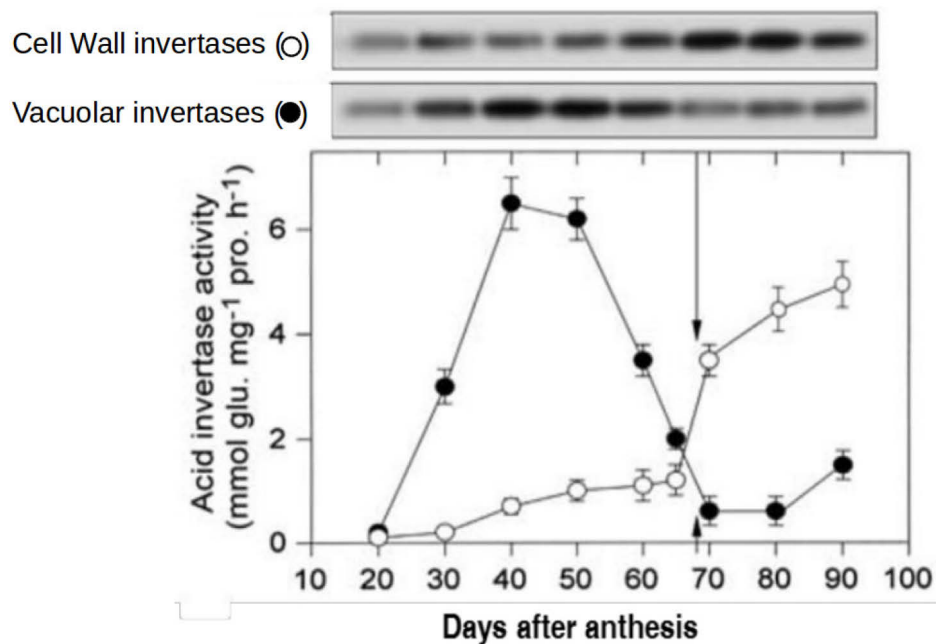 Cell Wall invertases (○)
Vacuolar invertases (●)
Acid invertase activity
(mmol glu. mg⁻¹ pro. h⁻¹)
6
4
2
0
10 20 30 40 50 60 70 80 90 100
Days after anthesis